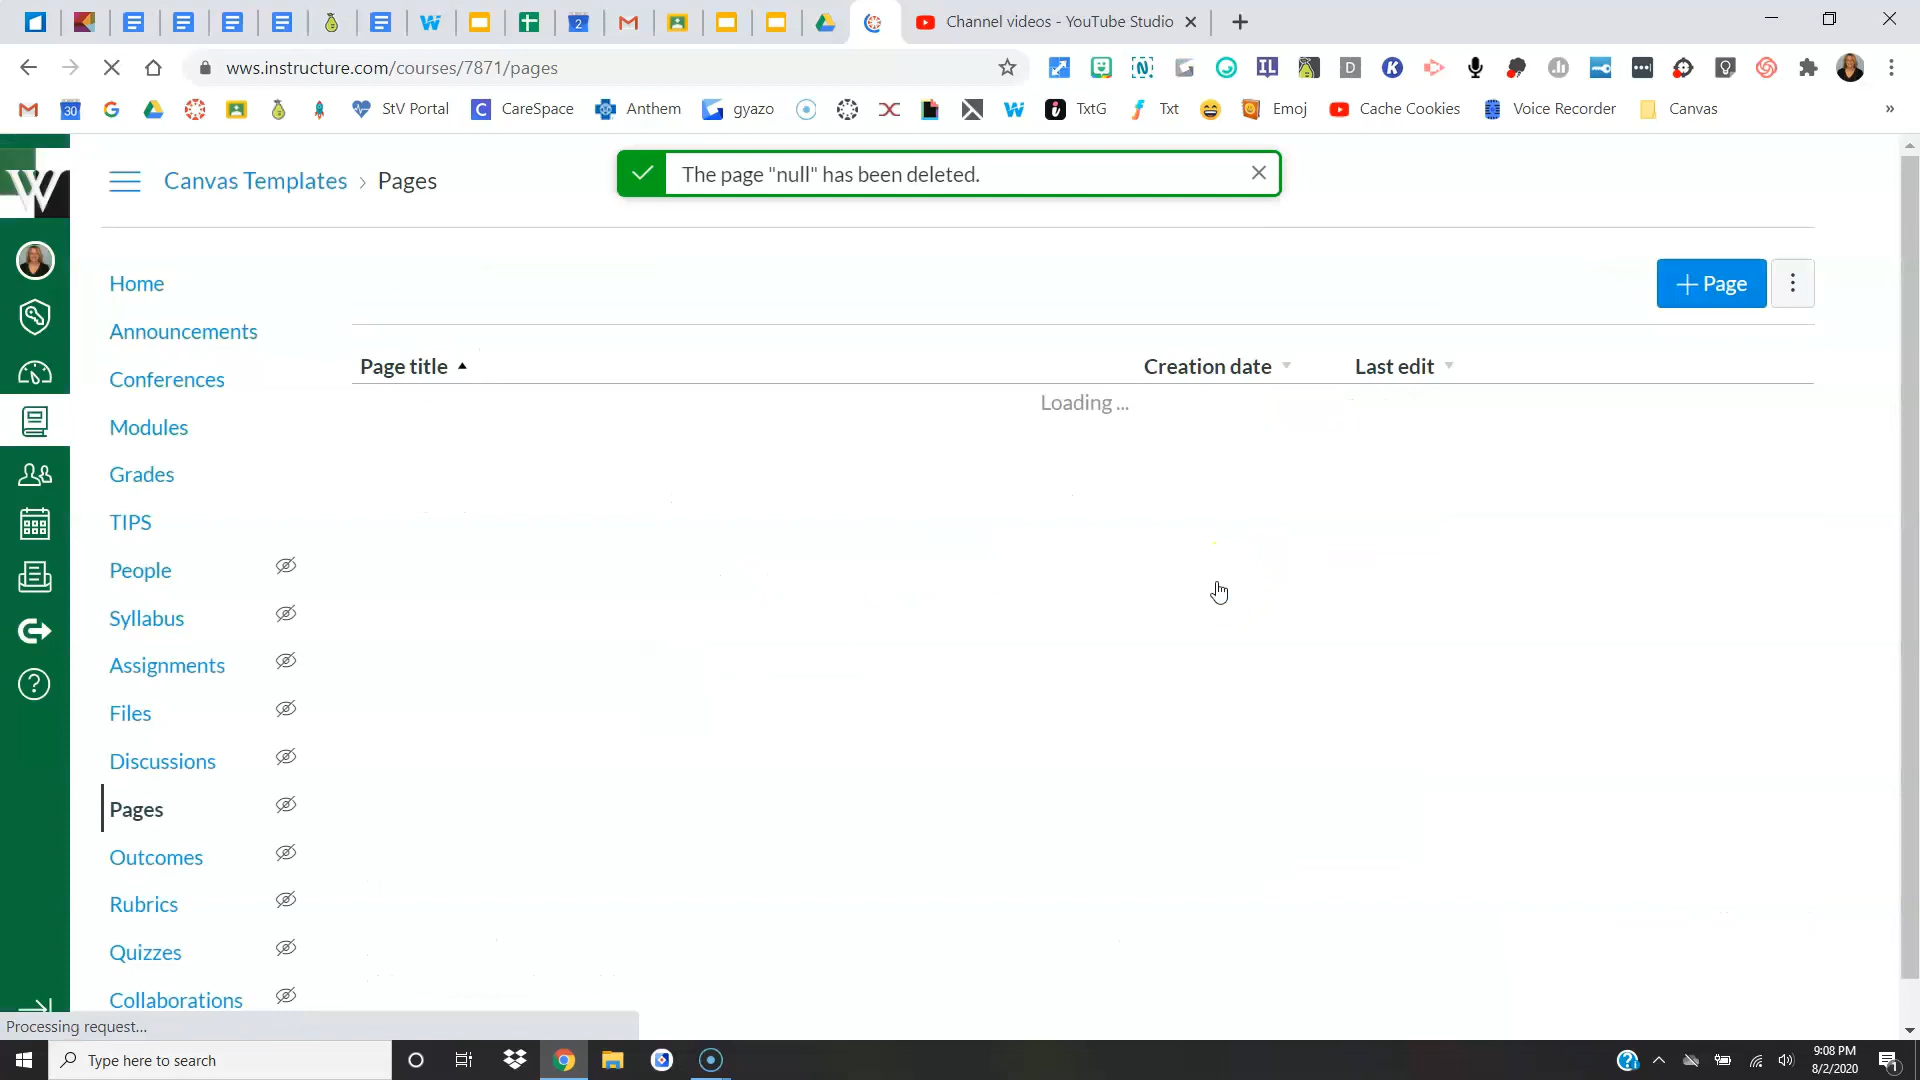 Channel videos - YouTube Studio
wws.instructure.com/courses/7871/pages
StV Portal
CareSpace
Anthem
gyazo
TxtG
Txt
Emoj
Cache Cookies
Voice Recorder
Canvas
»
W
Canvas Templates › Pages
The page "null" has been deleted.
+ Page
Home
Announcements
Conferences
Modules
Grades
TIPS
People
Syllabus
Assignments
Files
Discussions
Pages
Outcomes
Rubrics
Quizzes
Collaborations
Page title
Creation date
Last edit
Loading ...
Processing request...
Type here to search
9:08 PM
8/2/2020